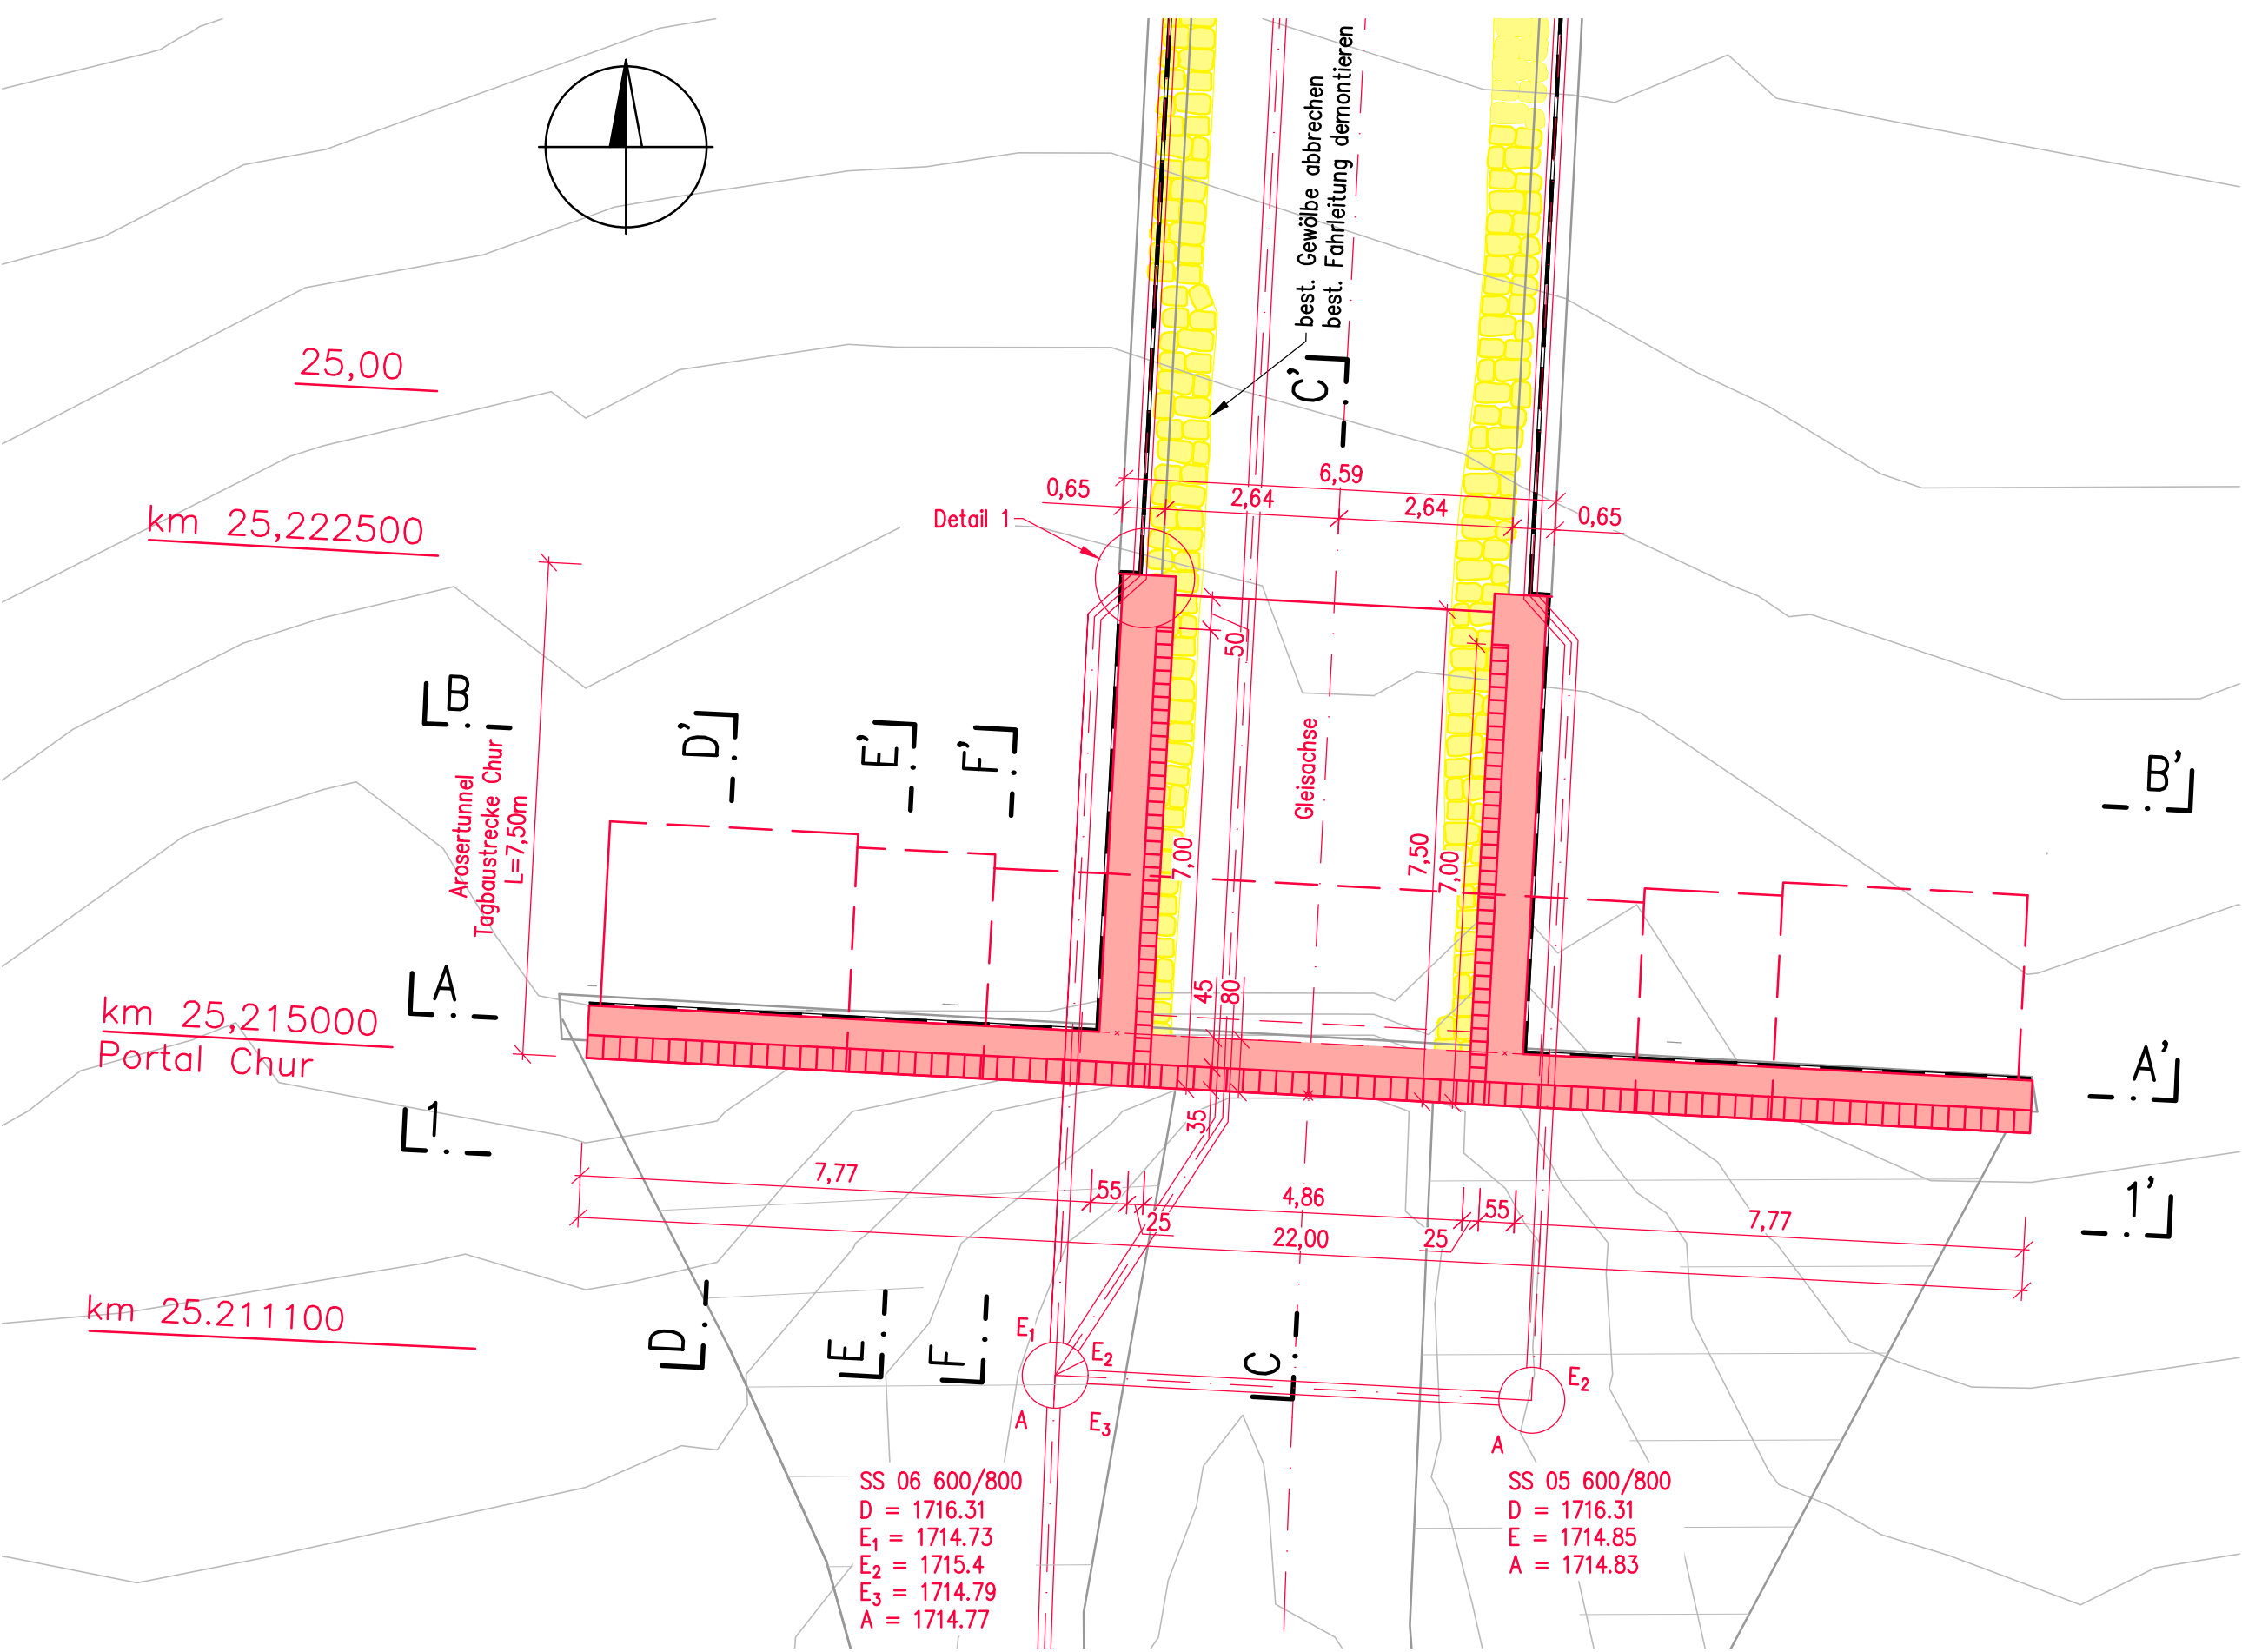 best. Gewölbe abbrechen
best. Fahrleitung demontieren
25,00
C'
6,59
0,65
2,64
2,64
0,65
Detail 1
km 25,222500
50
B
D'
E'
F'
Gleisachse
B'
Arosertunnel
Tagbaustrecke Chur
L=7,50m
7,00
7,50
7,00
A
45
80
km 25,215000
Portal Chur
A'
1
35
7,77
55
25
4,86
25
55
7,77
1'
22,00
km 25.211100
D
E
F
C
E1
E2
A
E3
E2
A
SS 06 600/800
D = 1716.31
E1 = 1714.73
E2 = 1715.4
E3 = 1714.79
A = 1714.77
SS 05 600/800
D = 1716.31
E = 1714.85
A = 1714.83